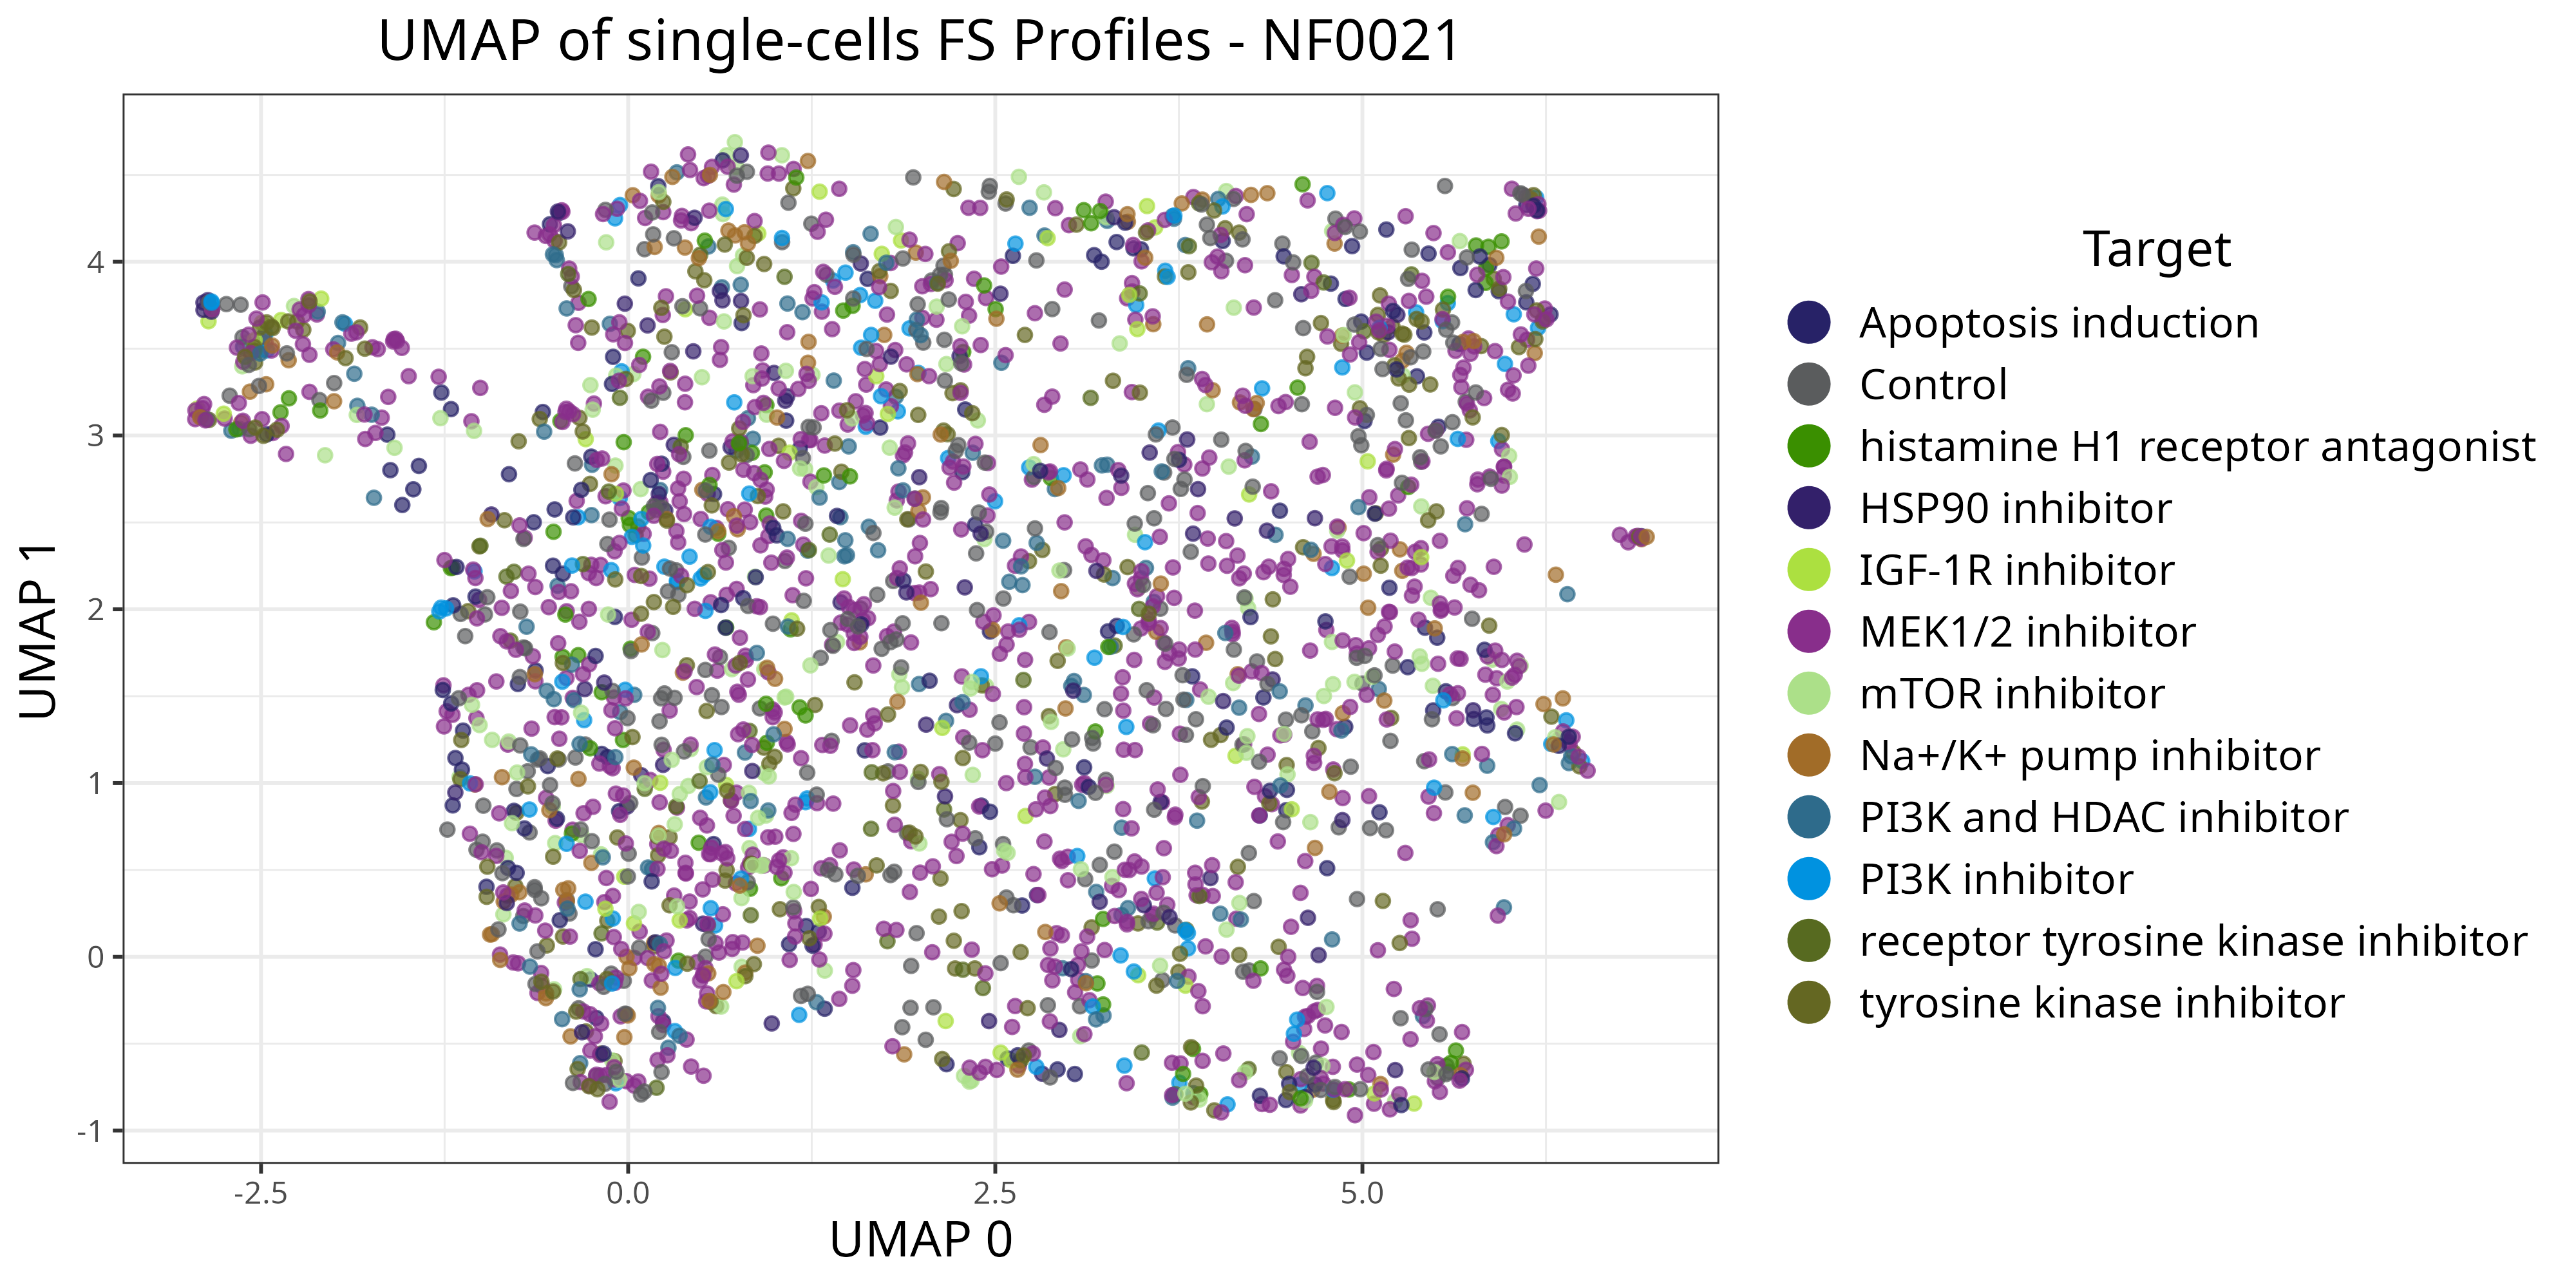 UMAP of single-cells FS Profiles - NF0021
Target
Apoptosis induction
Control
histamine H1 receptor antagonist
HSP90 inhibitor
IGF-1R inhibitor
MEK1/2 inhibitor
mTOR inhibitor
Na+/K+ pump inhibitor
PI3K and HDAC inhibitor
PI3K inhibitor
receptor tyrosine kinase inhibitor
tyrosine kinase inhibitor
UMAP 1
4
3
2
1
0
-1
-2.5
0.0
2.5
5.0
UMAP 0